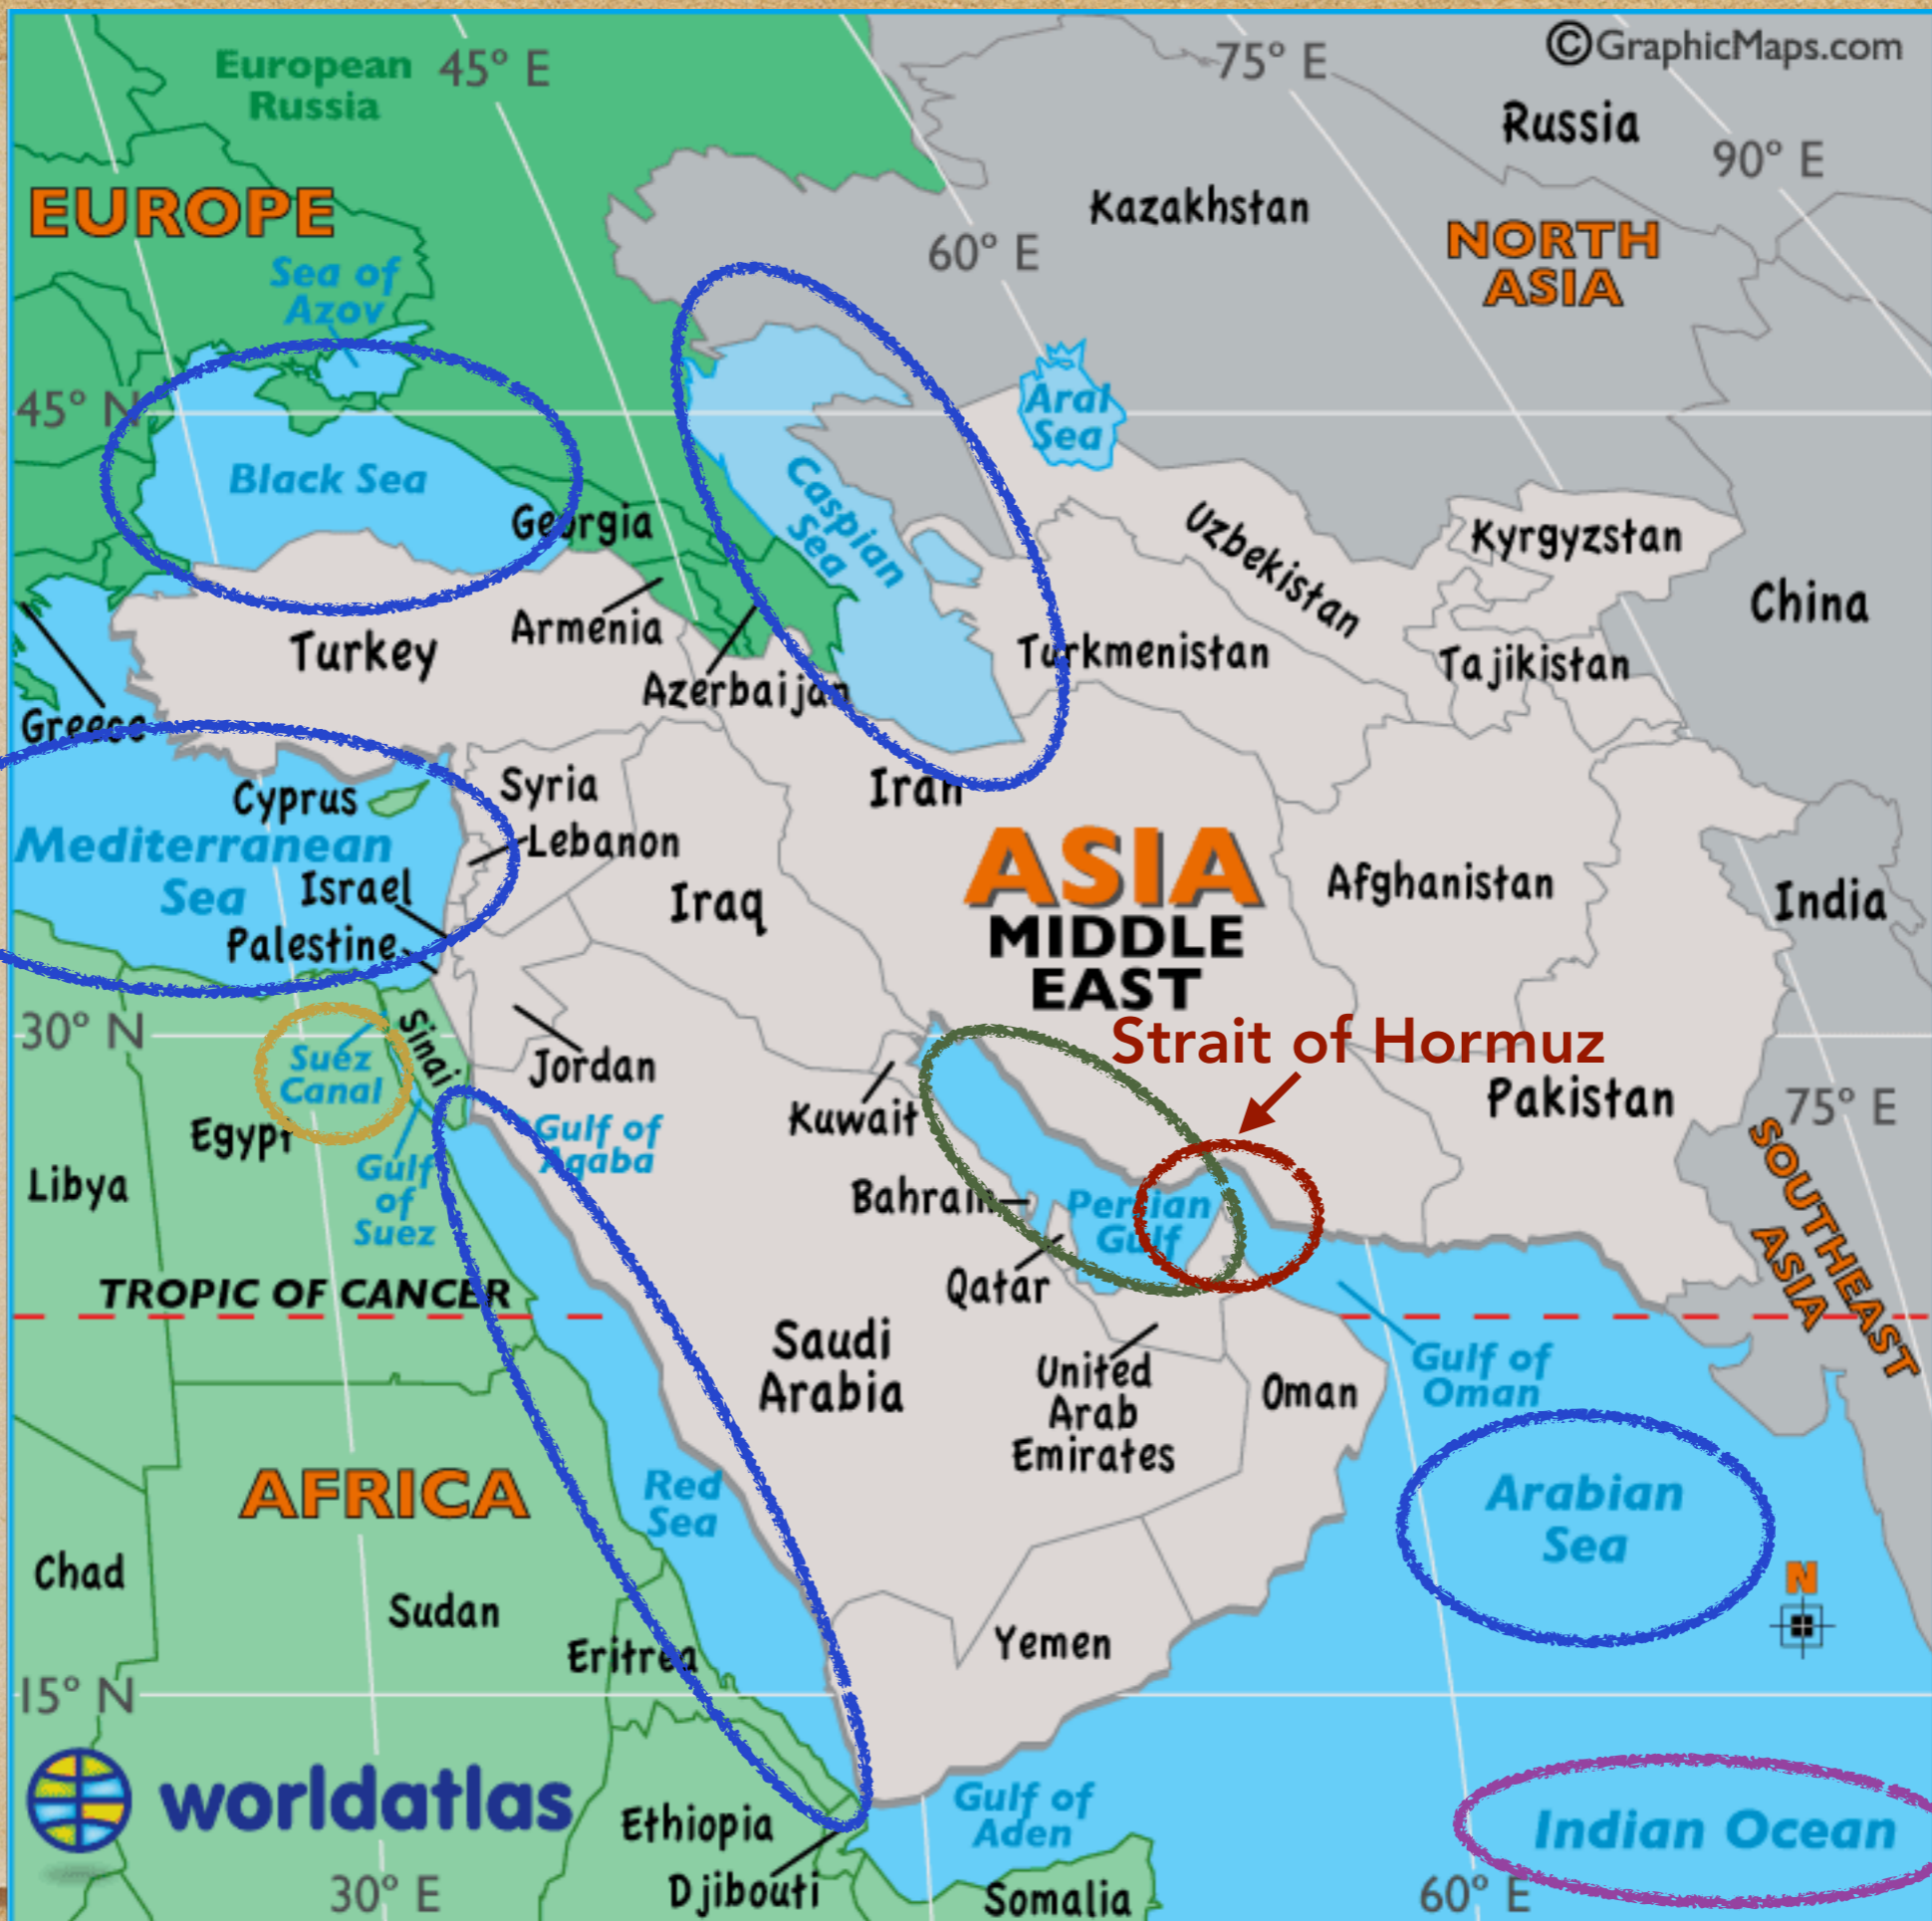 ©GraphicMaps.com
European
Russia
45° E
75° E
Russia
90° E
EUROPE
Kazakhstan
60° E
NORTH
ASIA
Sea of
Azov
45° N
Aral
Sea
Black Sea
Caspian
Sea
Georgia
Uzbekistan
Kyrgyzstan
China
Armenia
Turkey
Turkmenistan
Tajikistan
Azerbaijan
Greece
Cyprus
Syria
Iran
Mediterranean
Sea
Lebanon
Israel
Iraq
ASIA
MIDDLE
EAST
Afghanistan
India
Palestine
30° N
Suez
Canal
Sinai
Jordan
Strait of Hormuz
Kuwait
Pakistan
75° E
Egypt
Gulf of
Aqaba
Libya
Gulf
of
Suez
Bahrain
Persian
Gulf
SOUTHEAST
ASIA
Qatar
TROPIC OF CANCER
Saudi
Arabia
United
Arab
Emirates
Oman
Gulf of
Oman
AFRICA
Red
Sea
Arabian
Sea
N
Chad
Sudan
Eritrea
Yemen
15° N
worldatlas
Ethiopia
Gulf of
Aden
Indian Ocean
30° E
Djibouti
Somalia
60° E